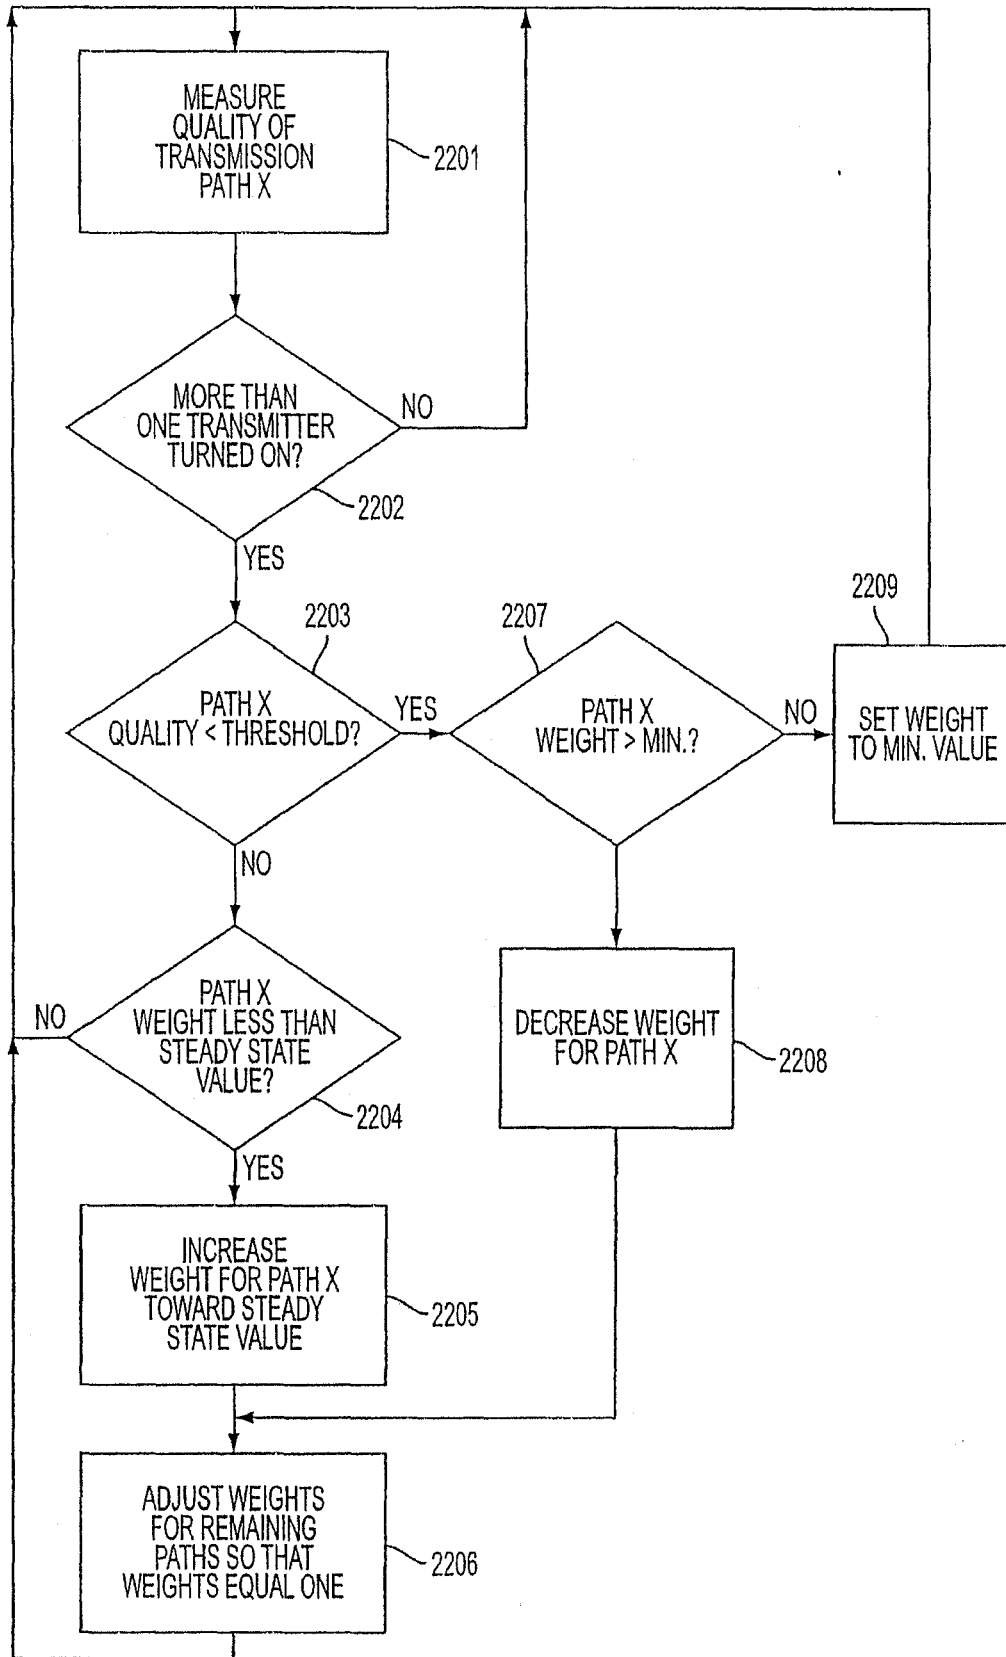 MEASURE
QUALITY OF
TRANSMISSION
PATH X
2201
MORE THAN
ONE TRANSMITTER
TURNED ON?
NO
2202
YES
2203
PATH X
QUALITY < THRESHOLD?
YES
NO
2207
PATH X
WEIGHT > MIN.?
NO
2209
SET WEIGHT
TO MIN. VALUE
PATH X
WEIGHT LESS THAN
STEADY STATE
VALUE?
NO
2204
YES
DECREASE WEIGHT
FOR PATH X
2208
INCREASE
WEIGHT FOR PATH X
TOWARD STEADY
STATE VALUE
2205
ADJUST WEIGHTS
FOR REMAINING
PATHS SO THAT
WEIGHTS EQUAL ONE
2206